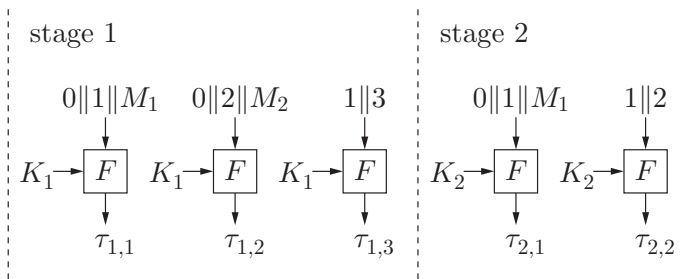 stage 1 stage 2
0‖1‖M₁ 0‖2‖M₂ 1‖3 0‖1‖M₁ 1‖2
K₁ F K₁ F K₁ F K₂ F K₂ F
τ₁,₁ τ₁,₂ τ₁,₃ τ₂,₁ τ₂,₂